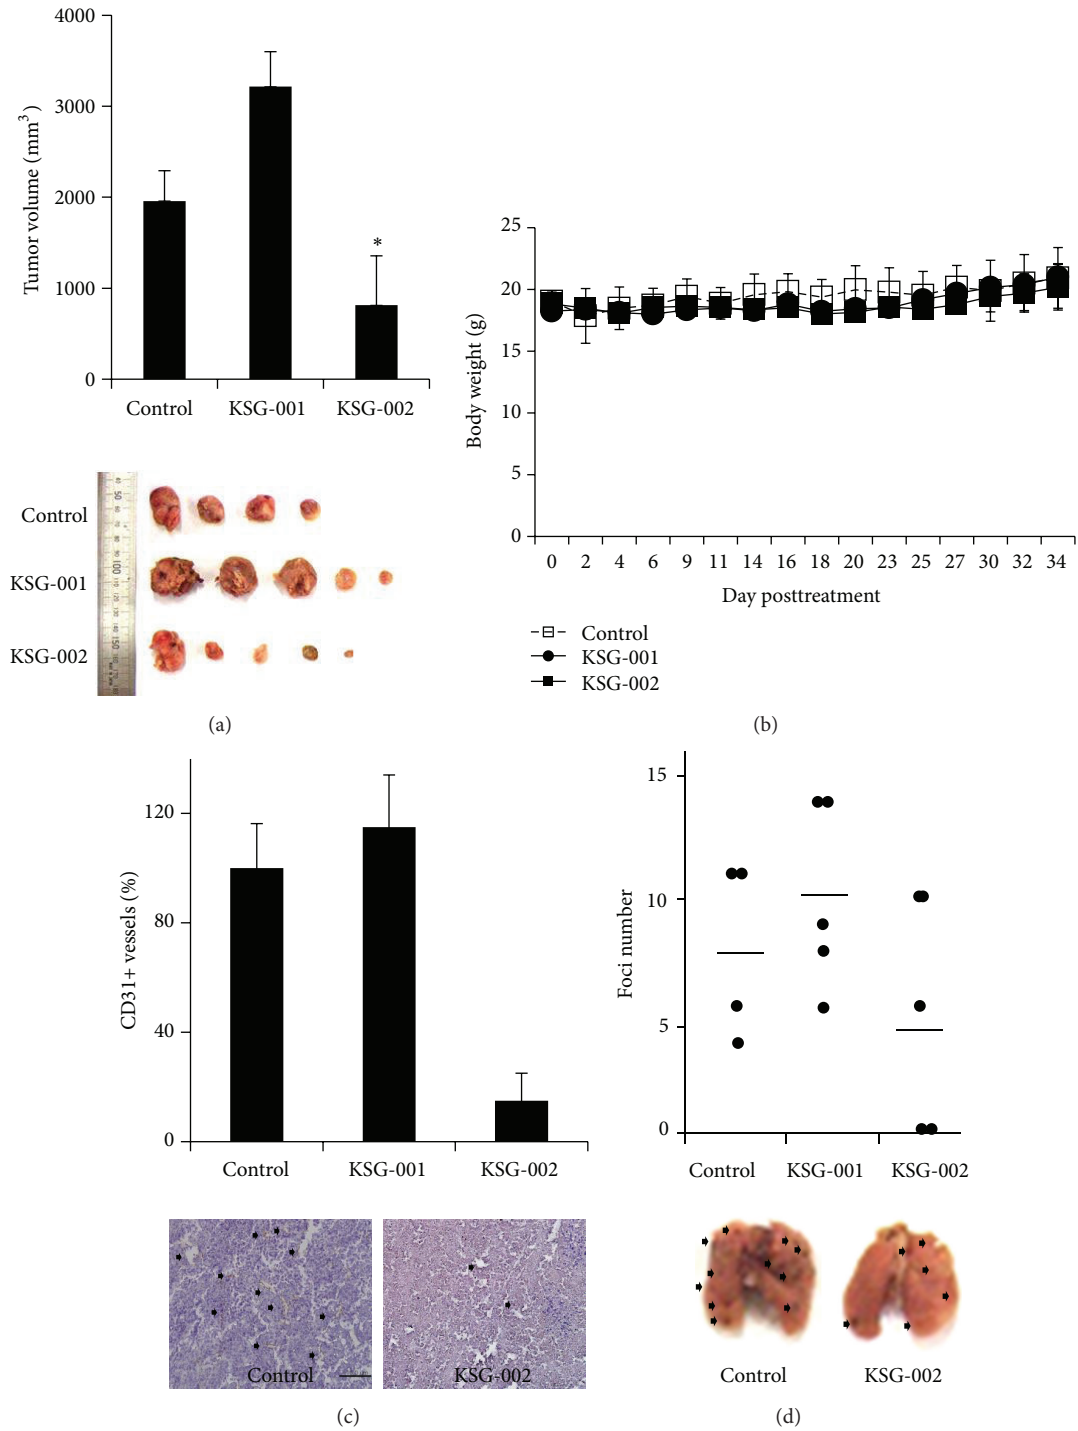 4000
3000
2000
1000
0
Tumor volume (mm³)
*
Control KSG-001 KSG-002
Control
KSG-001
KSG-002
50
100
150
(a)
25
20
15
10
5
0
Body weight (g)
0 2 4 6 9 11 14 16 18 20 23 25 27 30 32 34
Day posttreatment
Control
KSG-001
KSG-002
(b)
120
80
40
0
CD31+ vessels (%)
Control KSG-001 KSG-002
Control
KSG-002
(c)
15
10
5
0
Foci number
Control KSG-001 KSG-002
Control KSG-002
(d)